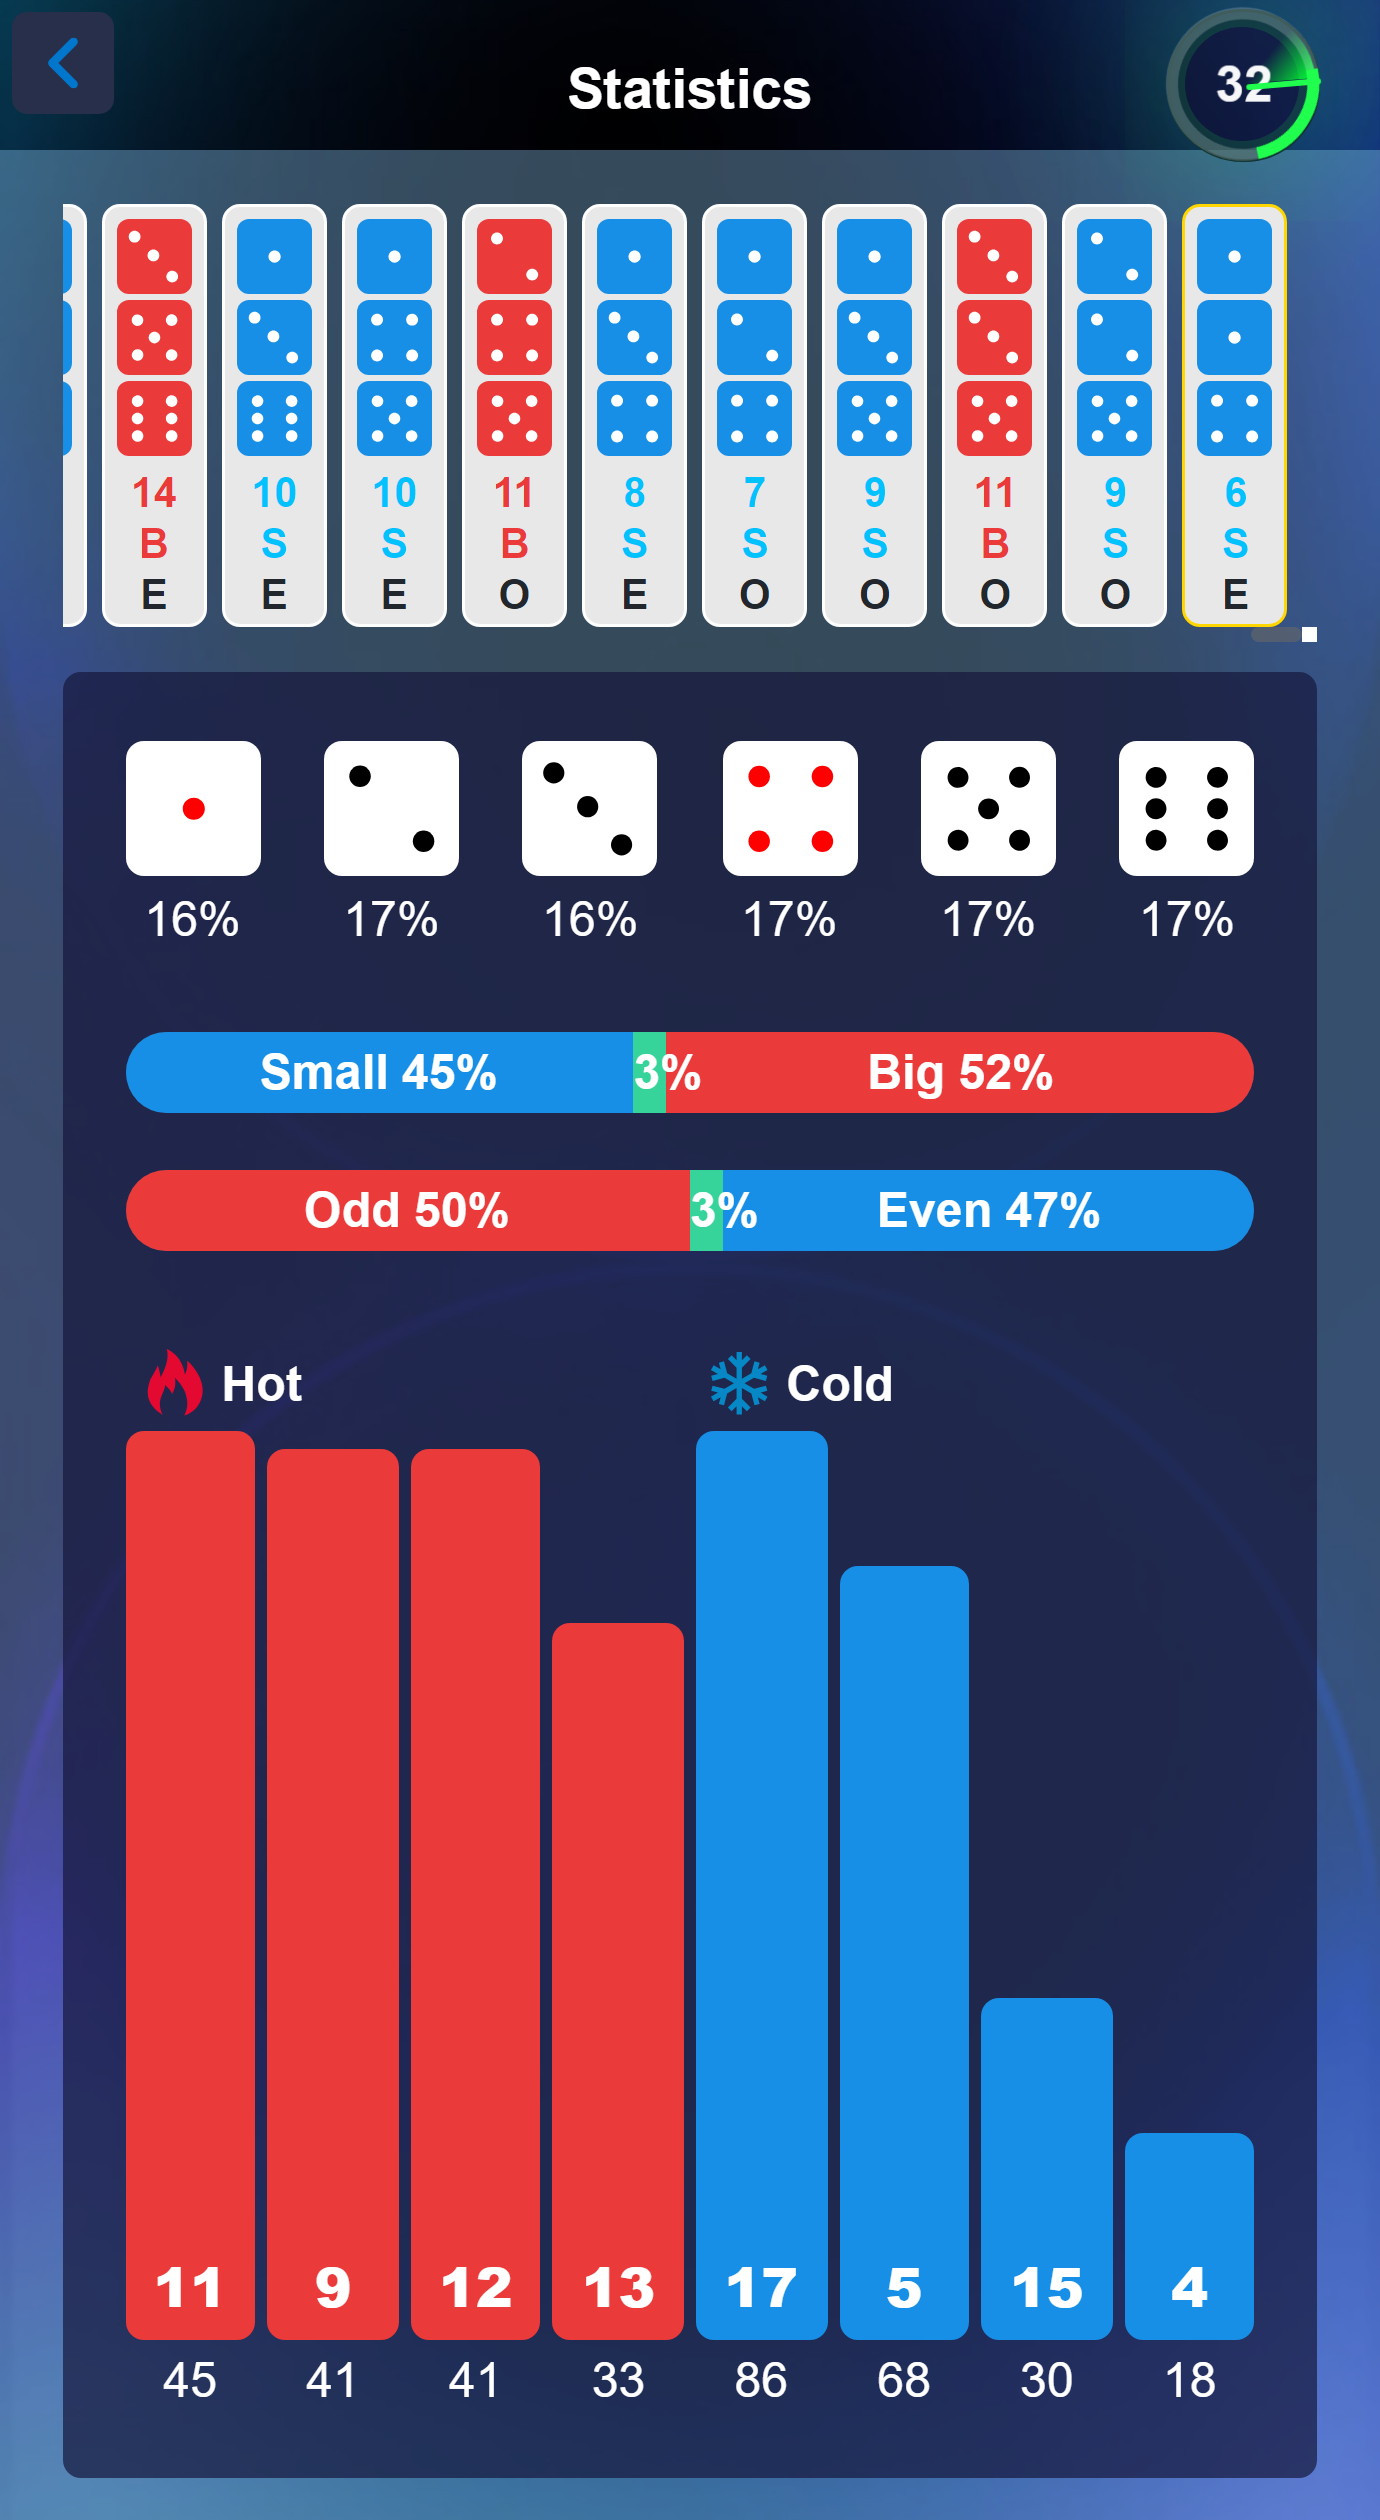 Statistics
32
14 10 10 11 8 7 9 11 9 6
B S S B S S S B S S
E E E O E O O O O E
16% 17% 16% 17% 17% 17%
Small 45% 3% Big 52%
Odd 50% 3% Even 47%
Hot Cold
11 9 12 13 17 5 15 4
45 41 41 33 86 68 30 18